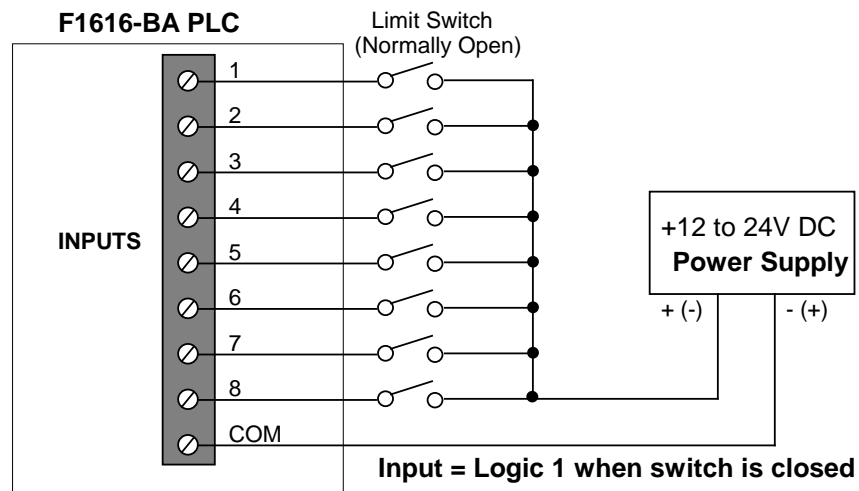 F1616-BA PLC
Limit Switch
(Normally Open)
1
2
3
4
INPUTS
5
6
7
8
COM
+12 to 24V DC
Power Supply
+ (-)
- (+)
Input = Logic 1 when switch is closed